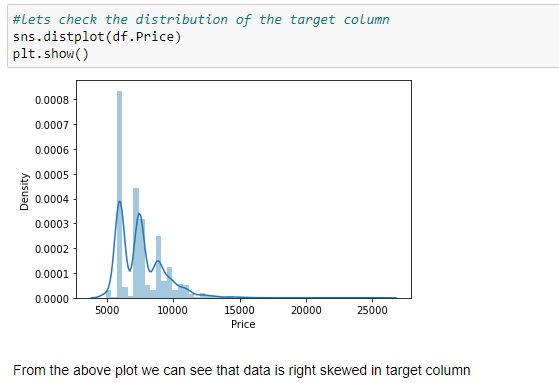 #lets check the distribution of the target column
sns.distplot(df.Price)
plt.show()
0.0008
0.0007
0.0006
0.0005
0.0004
0.0003
0.0002
0.0001
0.0000
Density
5000 10000 15000 20000 25000
Price
From the above plot we can see that data is right skewed in target column